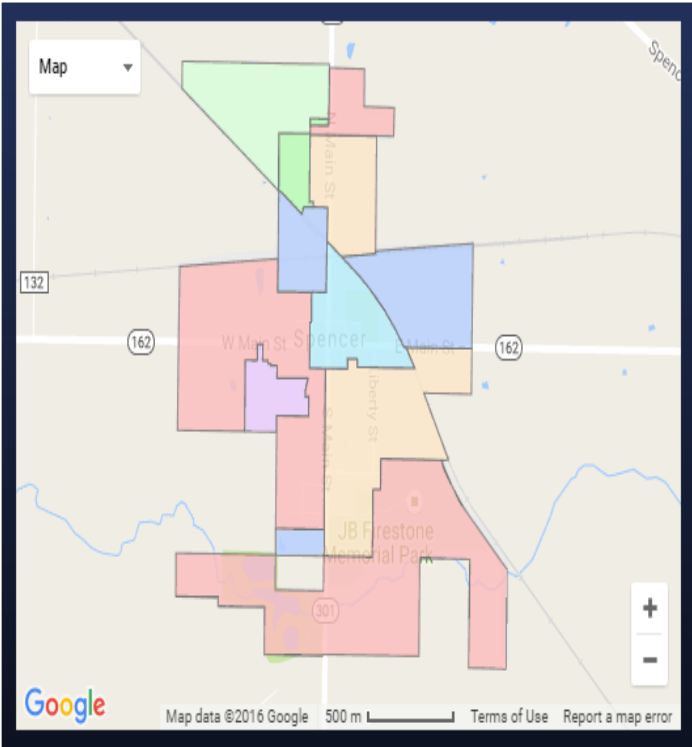 Map
Spenc
N Main St
132
162
W Main St
Spencer
E Main St
162
Liberty St
S Main St
JB Firestone
Memorial Park
301
+
−
Google
Map data ©2016 Google
500 m
Terms of Use
Report a map error